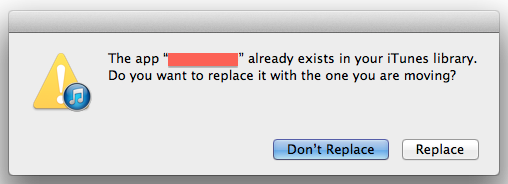 The app “ ” already exists in your iTunes library.
Do you want to replace it with the one you are moving?
Don't Replace
Replace